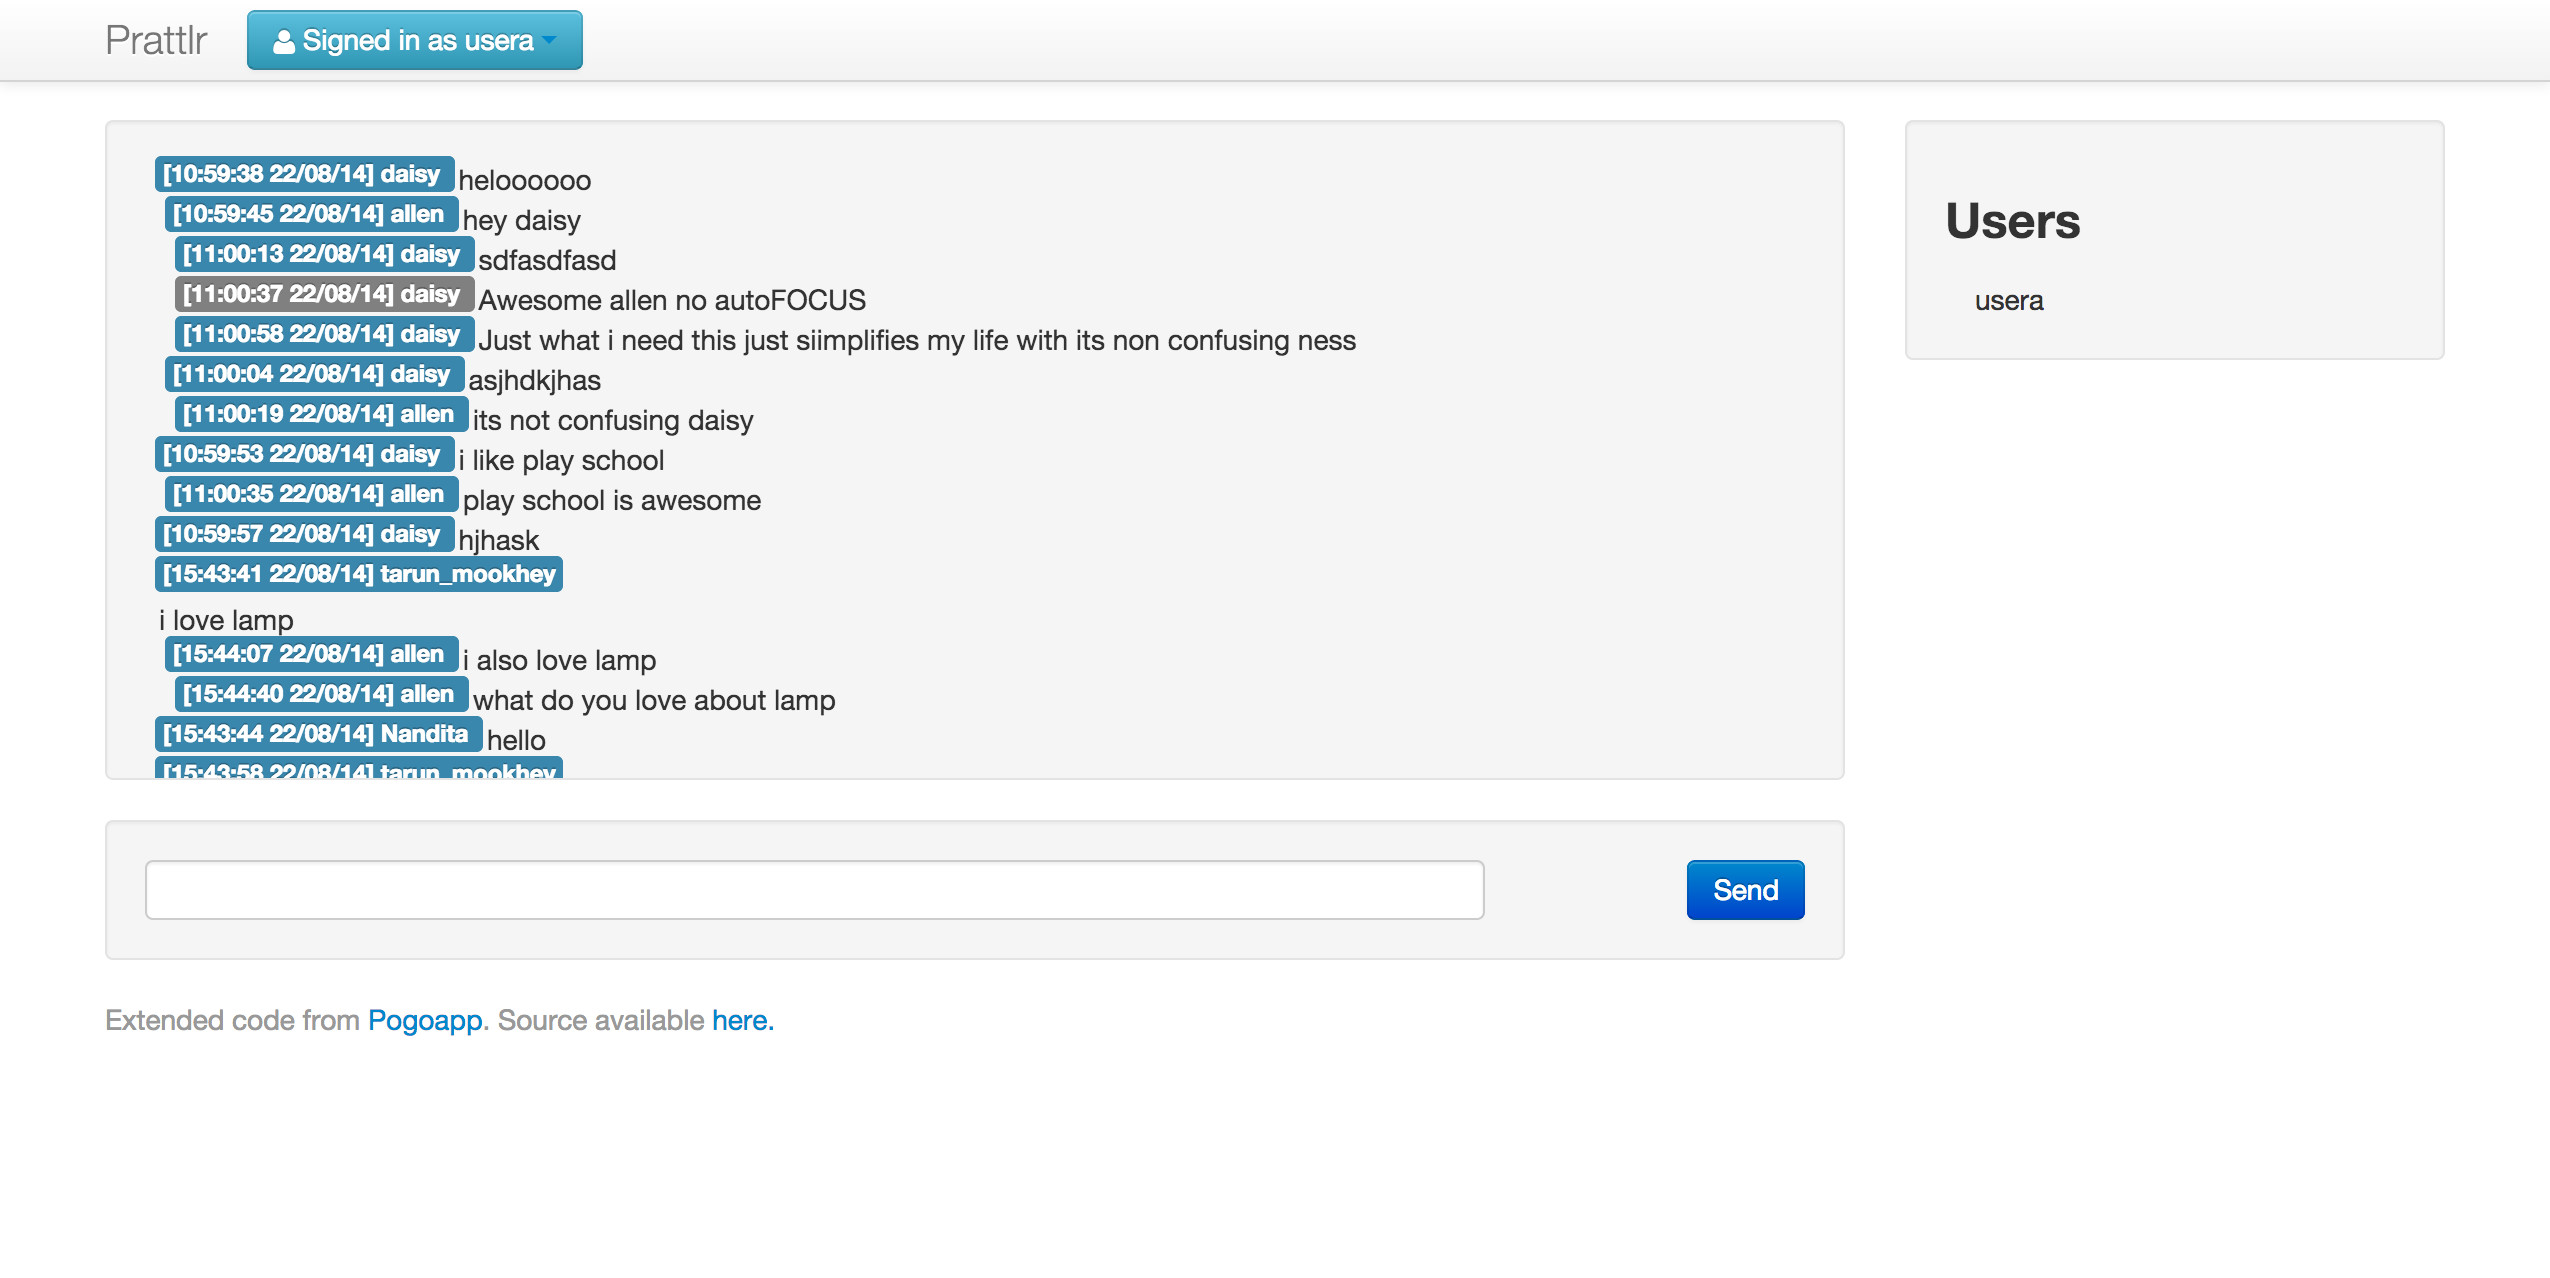 Prattlr
Signed in as usera
[10:59:38 22/08/14] daisy heloooooo
[10:59:45 22/08/14] allen hey daisy
[11:00:13 22/08/14] daisy sdfasdfasd
[11:00:37 22/08/14] daisy Awesome allen no autoFOCUS
[11:00:58 22/08/14] daisy Just what i need this just siimplifies my life with its non confusing ness
[11:00:04 22/08/14] daisy asjhdkjhas
[11:00:19 22/08/14] allen its not confusing daisy
[10:59:53 22/08/14] daisy i like play school
[11:00:35 22/08/14] allen play school is awesome
[10:59:57 22/08/14] daisy hjhask
[15:43:41 22/08/14] tarun_mookhey
i love lamp
[15:44:07 22/08/14] allen i also love lamp
[15:44:40 22/08/14] allen what do you love about lamp
[15:43:44 22/08/14] Nandita hello
[15:43:58 22/08/14] tarun_mookhey
Users
usera
Send
Extended code from Pogoapp. Source available here.